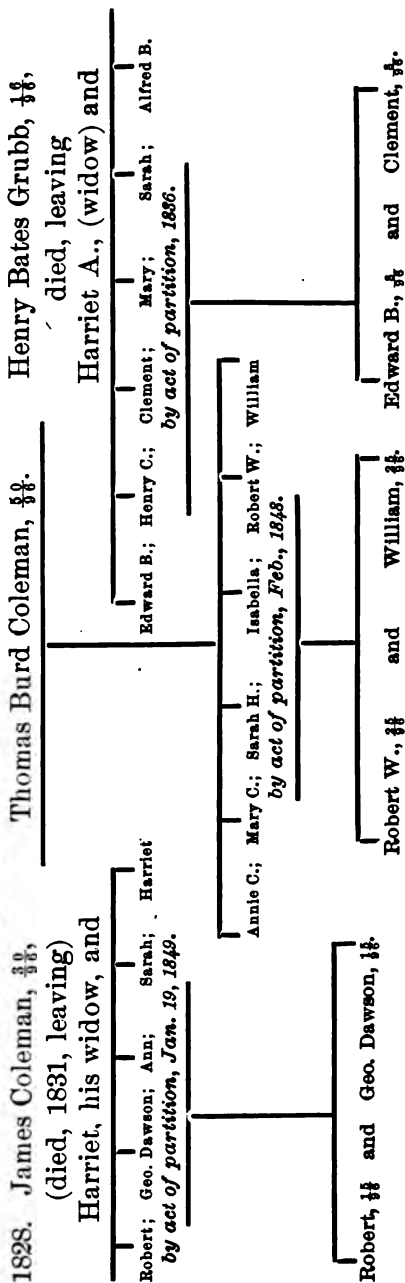 1828. James Coleman, 30/96,
(died, 1831, leaving)
Harriet, his widow, and
Robert; Geo. Dawson; Ann; Sarah; Harriet
by act of partition, Jan. 19, 1849.
Robert, 15/96 and Geo. Dawson, 15/96.
Thomas Burd Coleman, 50/96.
Annie C.; Mary C.; Sarah H.; Isabella; Robert W.; William
by act of partition, Feb., 1848.
Robert W., 25/96 and William, 25/96.
Henry Bates Grubb, 16/96,
died, leaving
Harriet A., (widow) and
Edward B.; Henry C.; Clement; Mary; Sarah; Alfred B.
by act of partition, 1836.
Edward B., 8/96 and Clement, 8/96.